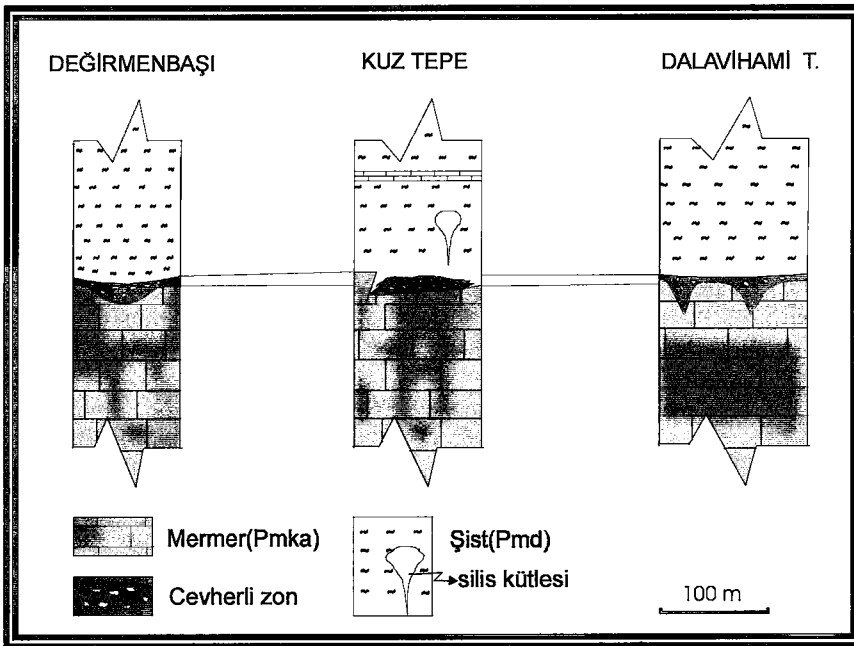 DEĞİRMENBAŞI
KUZ TEPE
DALAVİHAMİ T.
Mermer(Pmka)
Cevherli zon
Şist(Pmd)
silis kütlesi
100 m